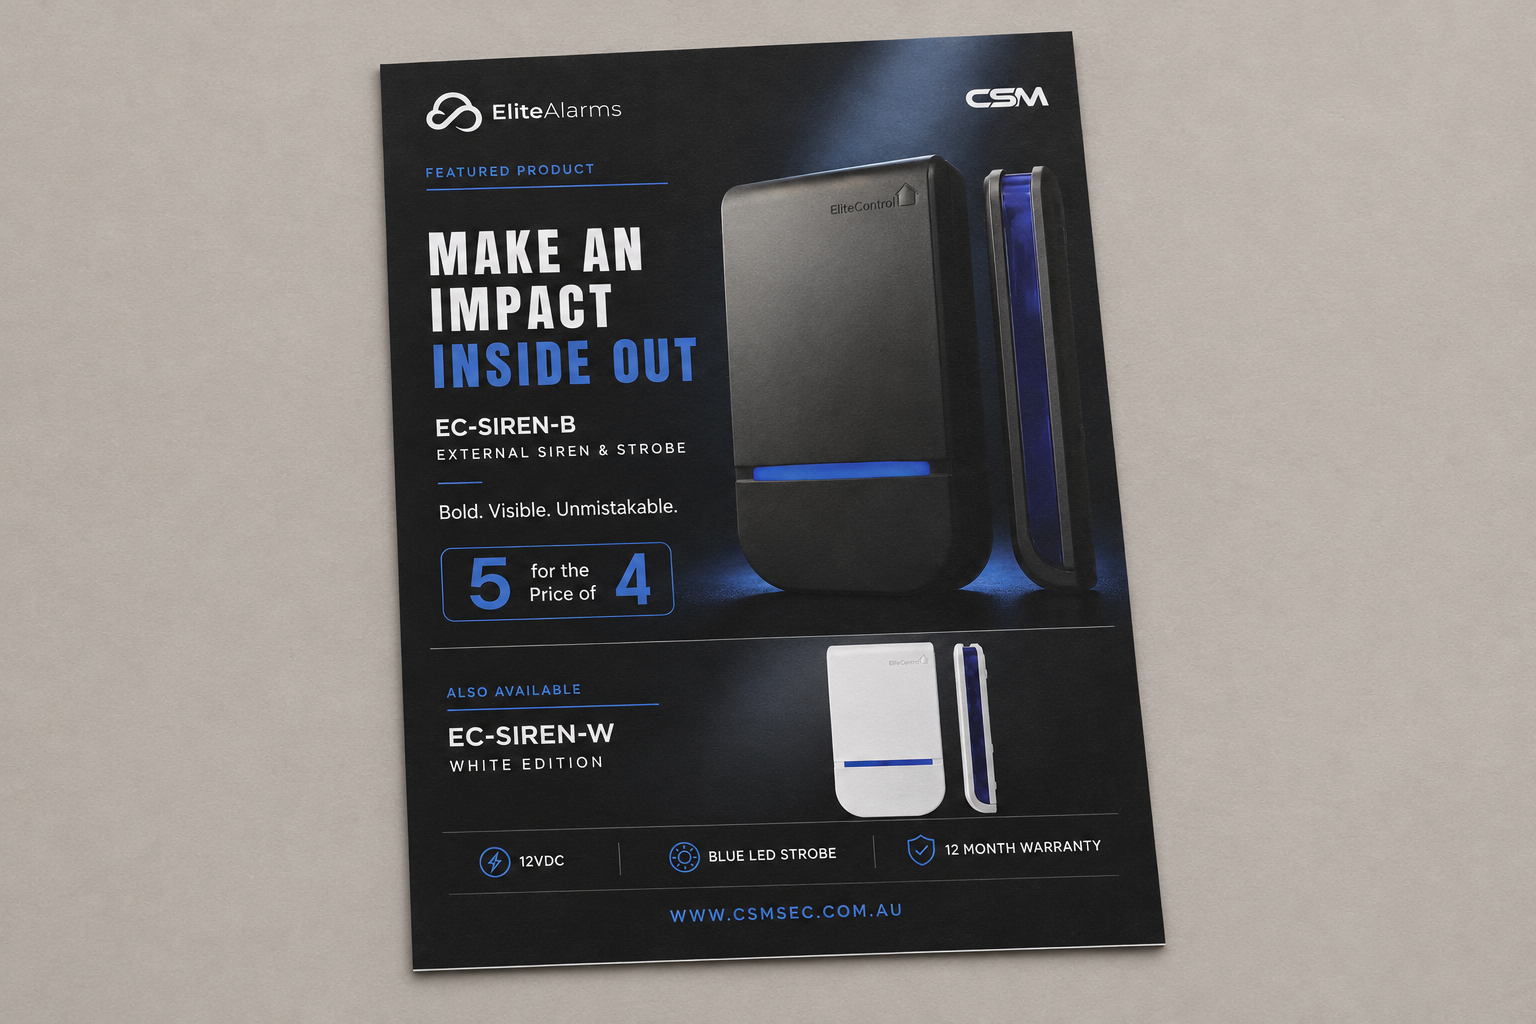 EliteAlarms
CSM
FEATURED PRODUCT
EliteControl
MAKE AN
IMPACT
INSIDE OUT
EC-SIREN-B
EXTERNAL SIREN & STROBE
Bold. Visible. Unmistakable.
5 for the Price of 4
ALSO AVAILABLE
EliteControl
EC-SIREN-W
WHITE EDITION
12VDC
BLUE LED STROBE
12 MONTH WARRANTY
WWW.CSMSEC.COM.AU